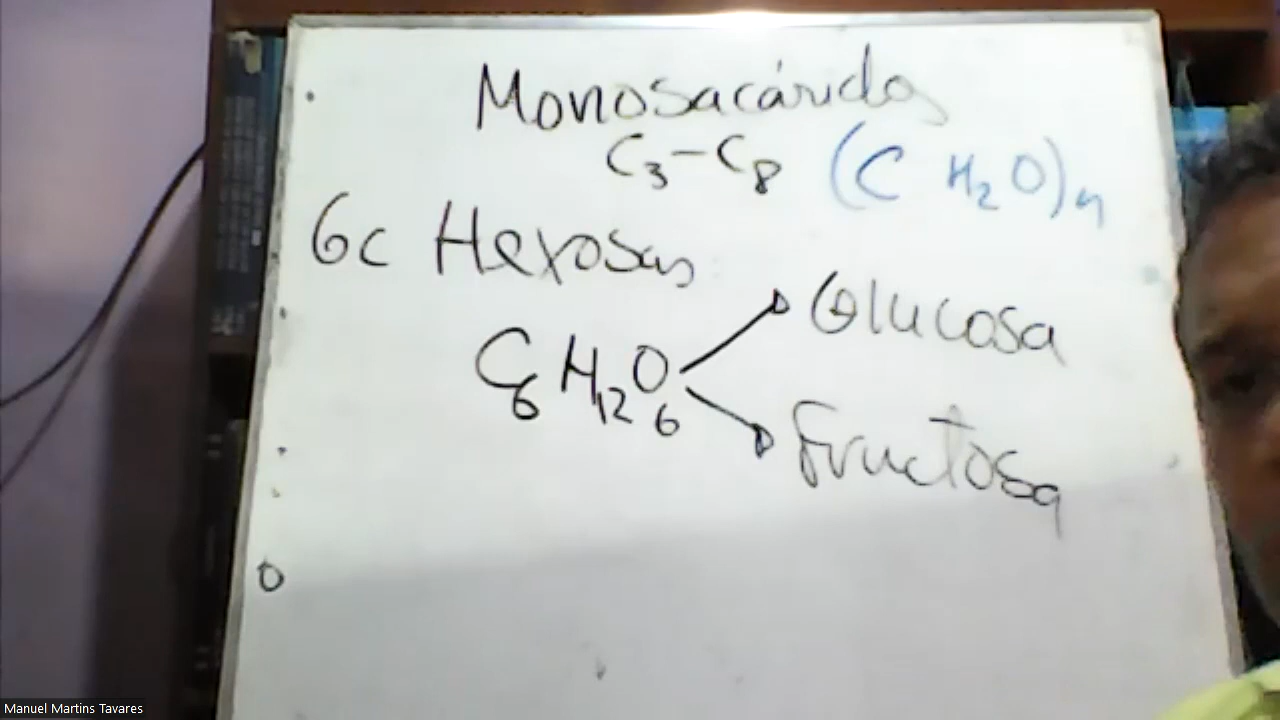 Monosacáridos
C₃-C₈ (C H₂O)n
6c Hexosas
Glucosa
C₆H₁₂O₆
Fructosa
Manuel Martins Tavares